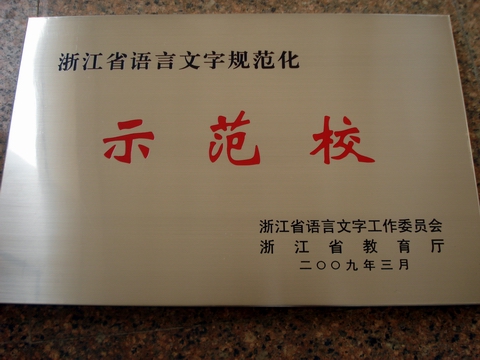 浙江省语言文字规范化
示范校
浙江省语言文字工作委员会
浙江省教育厅
二〇〇九年三月